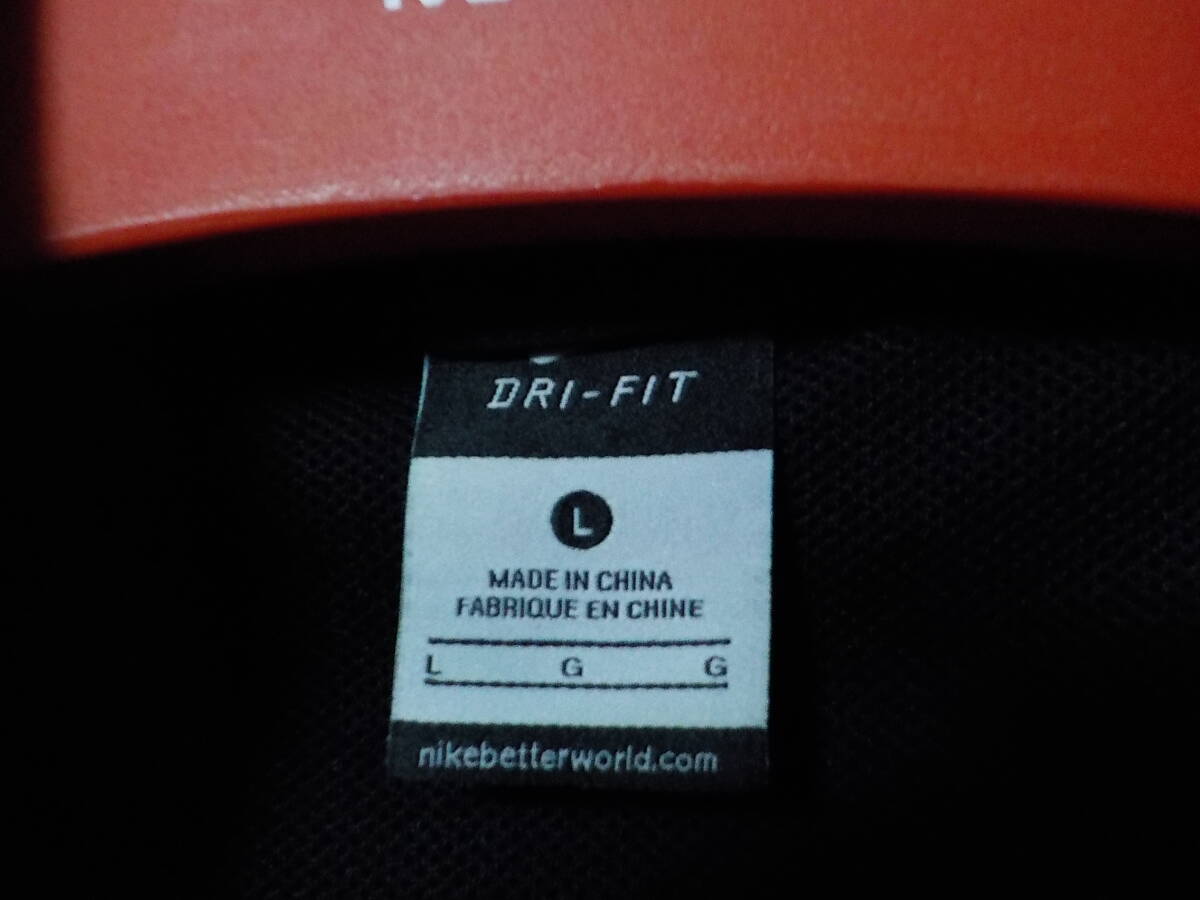 DRI-FIT
L
MADE IN CHINA
FABRIQUE EN CHINE
L G G
nikebetterworld.com